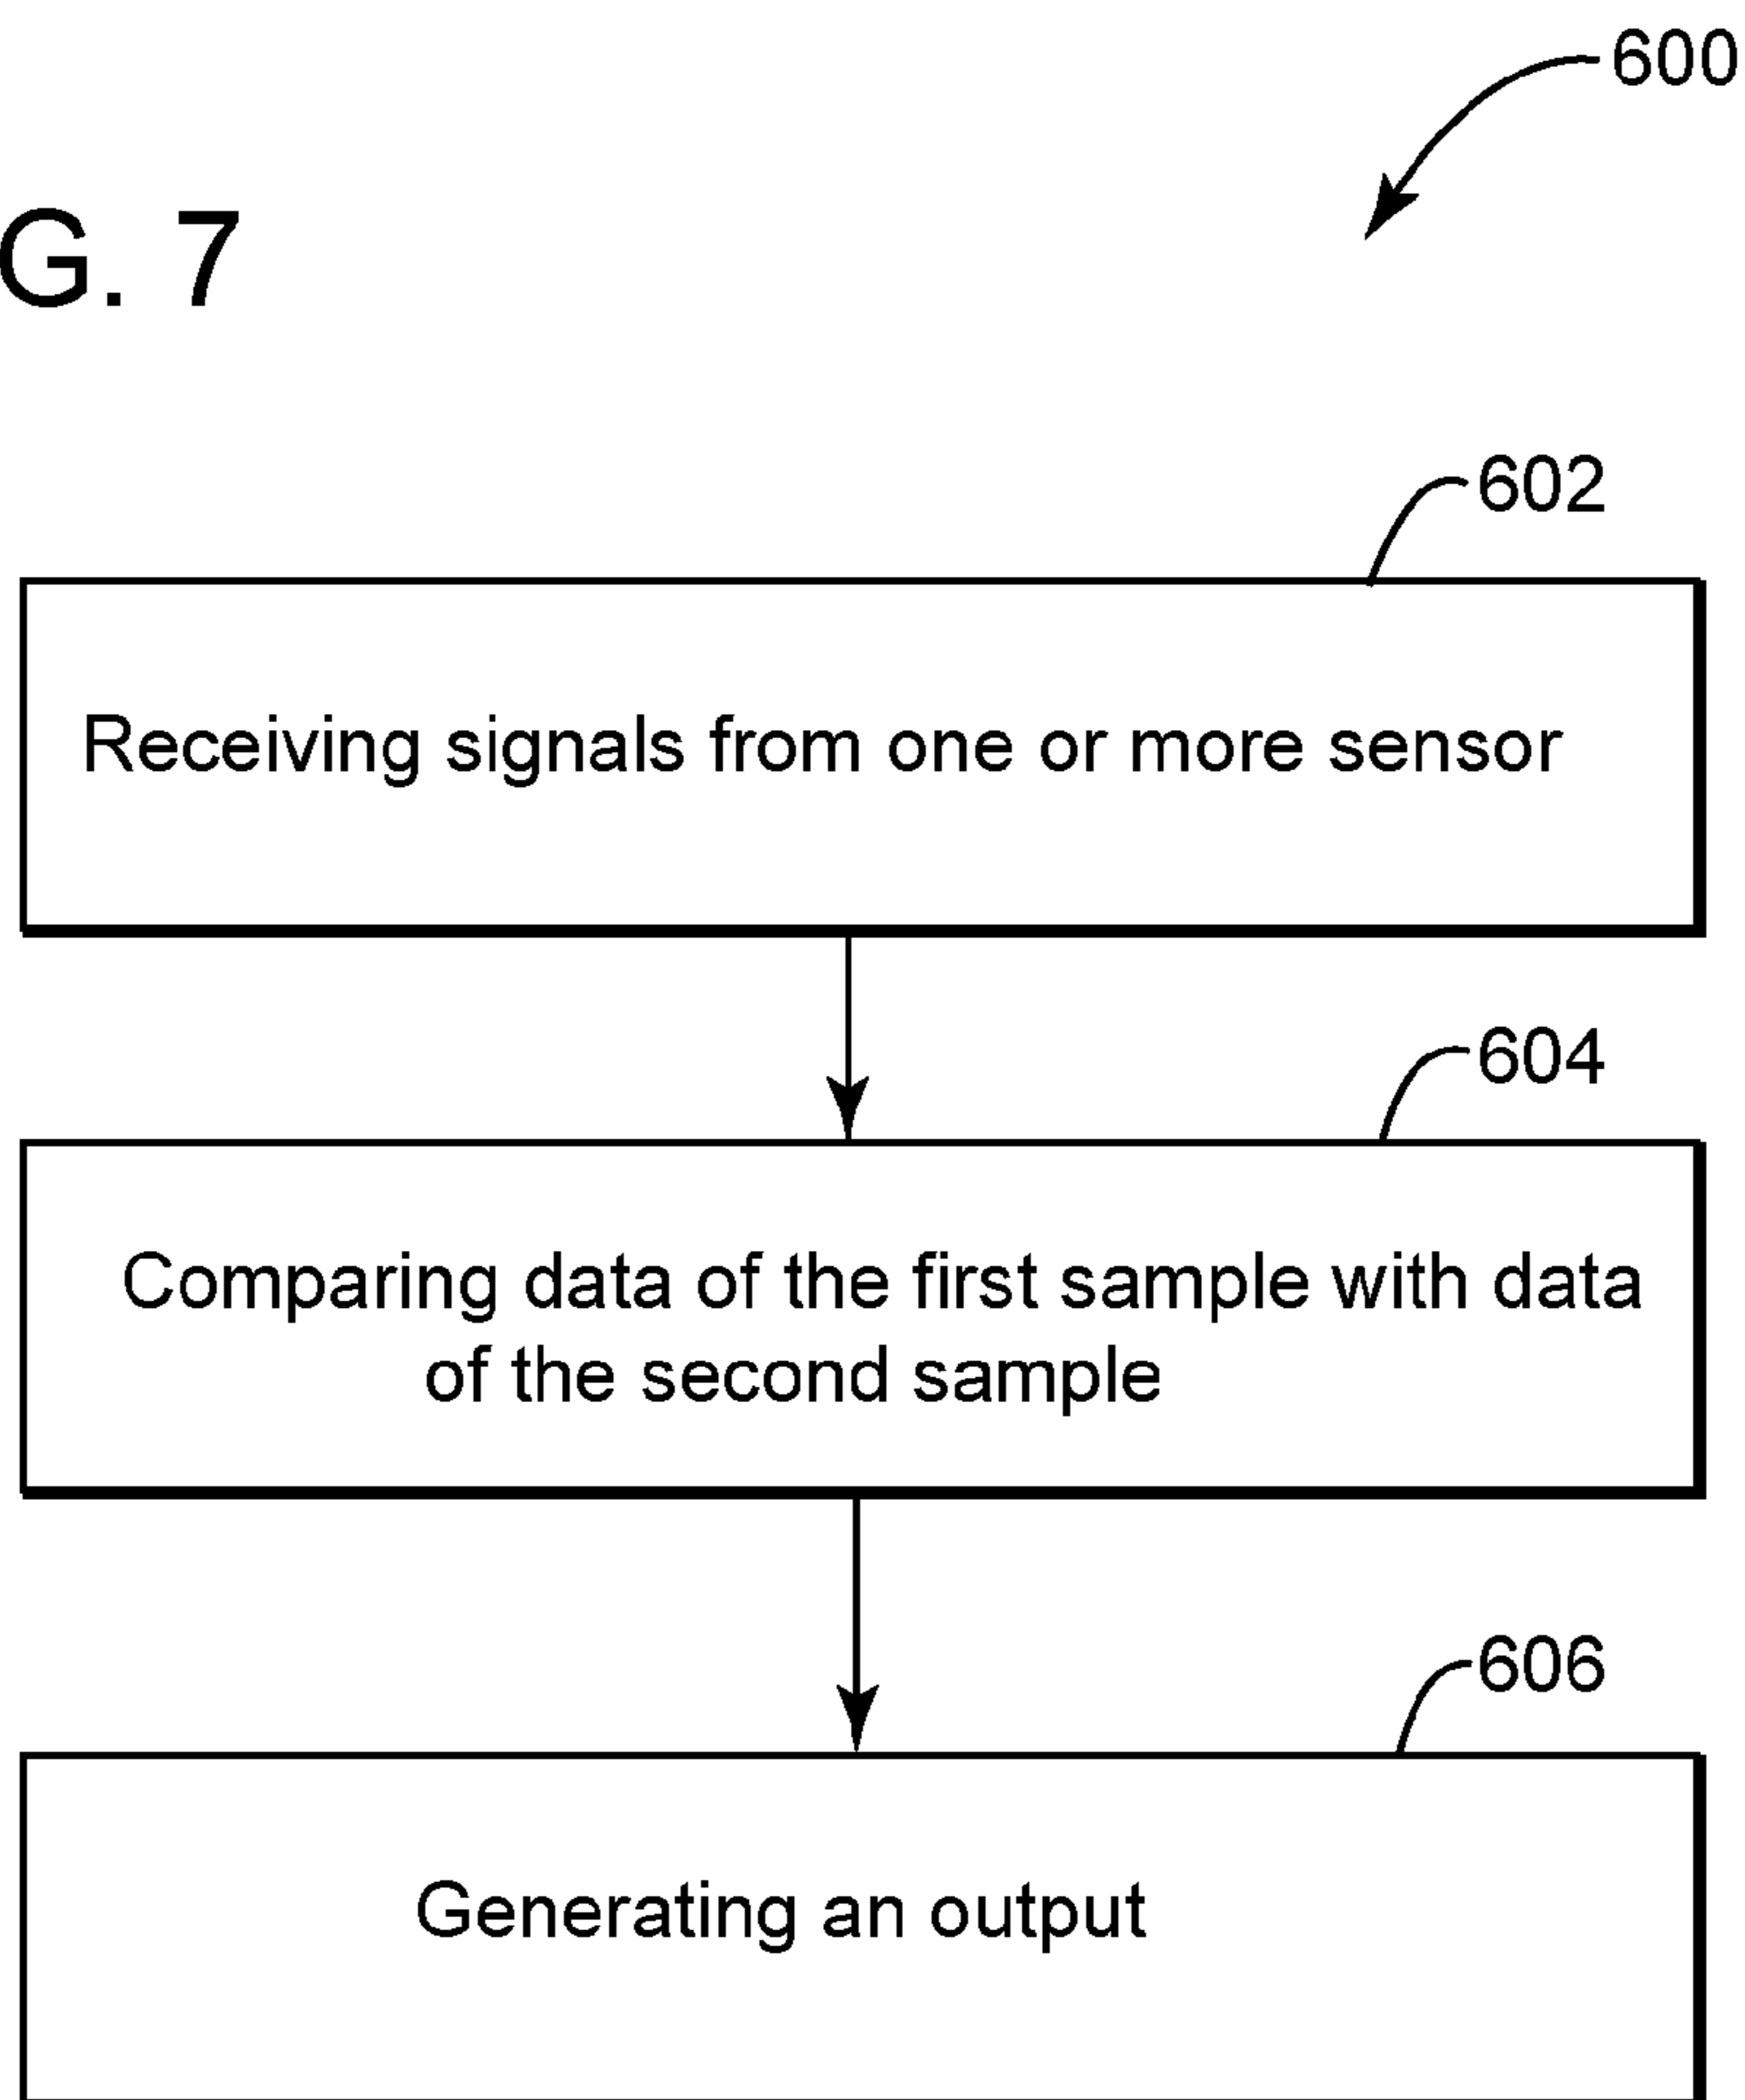 600
G. 7
602
Receiving signals from one or more sensor
604
Comparing data of the first sample with data
of the second sample
606
Generating an output